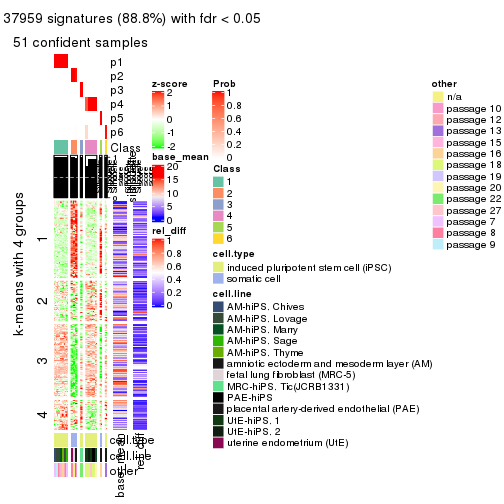 37959 signatures (88.8%) with fdr < 0.05
51 confident samples
p1
p2
p3
p4
p5
p6
Class
k-means with 4 groups
1
2
3
4
cell.type
cell.line
other
base_mean
z-score
2
1
0
-1
-2
base_mean
20
15
10
5
0
rel_diff
1
0.8
0.6
0.4
0.2
0
Prob
1
0.8
0.6
0.4
0.2
0
Class
1
2
3
4
5
6
cell.type
induced pluripotent stem cell (iPSC)
somatic cell
cell.line
AM-hiPS, Chives
AM-hiPS, Lovage
AM-hiPS, Marry
AM-hiPS, Sage
AM-hiPS, Thyme
amniotic ectoderm and mesoderm layer (AM)
fetal lung fibroblast (MRC-5)
MRC-hiPS, Tic(JCRB1331)
PAE-hiPS
placental artery-derived endothelial (PAE)
UtE-hiPS, 1
UtE-hiPS, 2
uterine endometrium (UtE)
other
n/a
passage 10
passage 12
passage 13
passage 15
passage 16
passage 18
passage 19
passage 20
passage 22
passage 27
passage 7
passage 8
passage 9